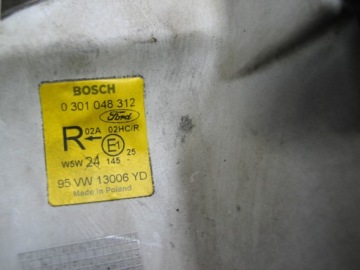 BOSCH
0 301 048 312
Ford
R 02A 02HC/R
E1 25
W5W 24 145
95 VW 13006 YD
Made in Poland